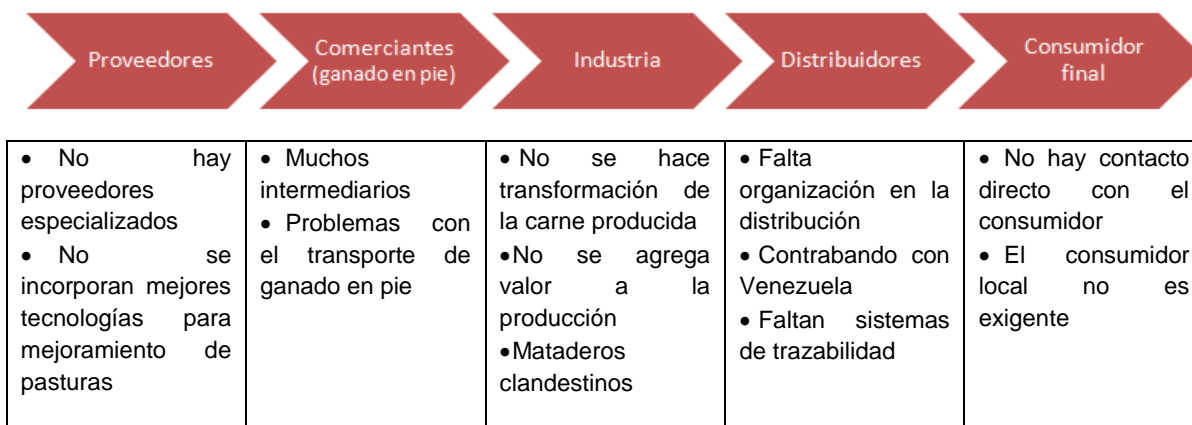 Proveedores
Comerciantes
(ganado en pie)
Industria
Distribuidores
Consumidor
final
• No hay
proveedores
especializados
• No se
incorporan mejores
tecnologías para
mejoramiento de
pasturas
• Muchos
intermediarios
• Problemas con
el transporte de
ganado en pie
• No se hace
transformación de
la carne producida
•No se agrega
valor a la
producción
•Mataderos
clandestinos
• Falta
organización en la
distribución
• Contrabando con
Venezuela
• Faltan sistemas
de trazabilidad
• No hay contacto
directo con el
consumidor
• El consumidor
local no es
exigente